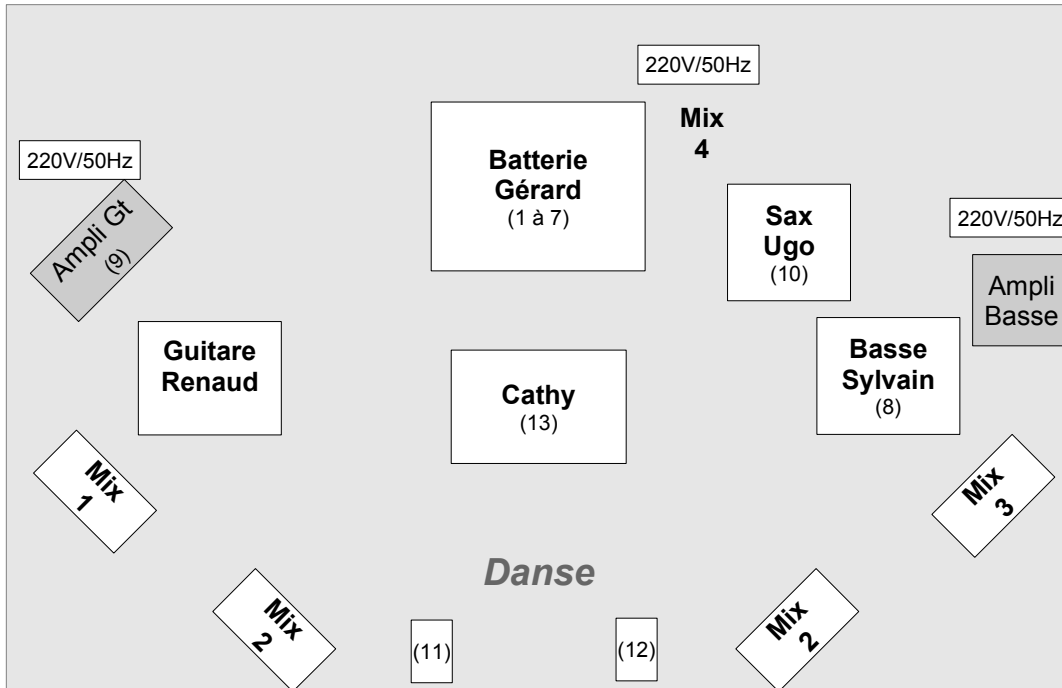 220V/50Hz
Mix
4
Batterie
Gérard
(1 à 7)
220V/50Hz
Ampli Gt
(9)
Sax
Ugo
(10)
220V/50Hz
Ampli
Basse
Guitare
Renaud
Cathy
(13)
Basse
Sylvain
(8)
Mix
1
Mix
3
Danse
Mix
2
(11)
(12)
Mix
2